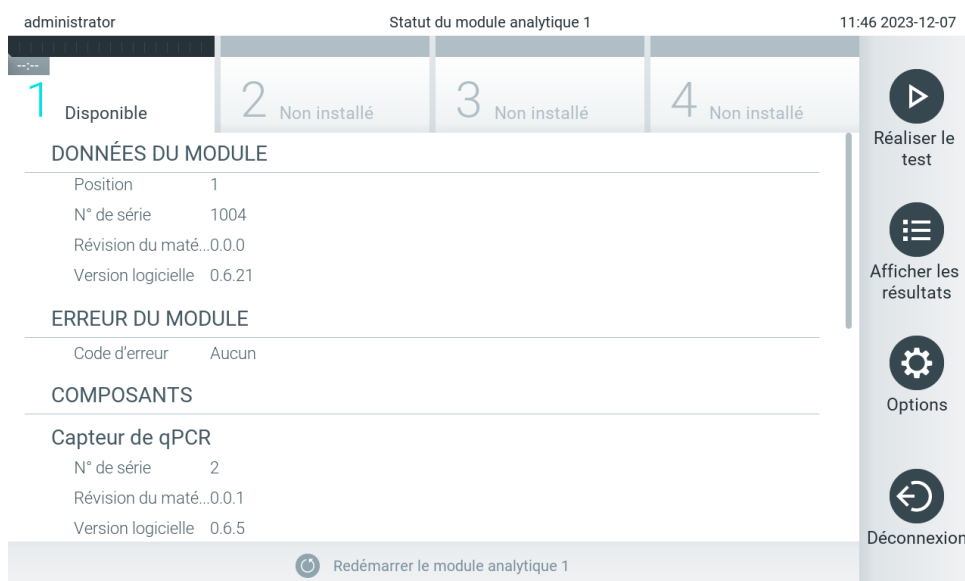 administrator
Statut du module analytique 1
11:46 2023-12-07
--:--
1 Disponible
2 Non installé
3 Non installé
4 Non installé
DONNÉES DU MODULE
Position 1
N° de série 1004
Révision du maté...0.0.0
Version logicielle 0.6.21
ERREUR DU MODULE
Code d'erreur Aucun
COMPOSANTS
Capteur de qPCR
N° de série 2
Révision du maté...0.0.1
Version logicielle 0.6.5
Redémarrer le module analytique 1
Réaliser le
test
Afficher les
résultats
Options
Déconnexion